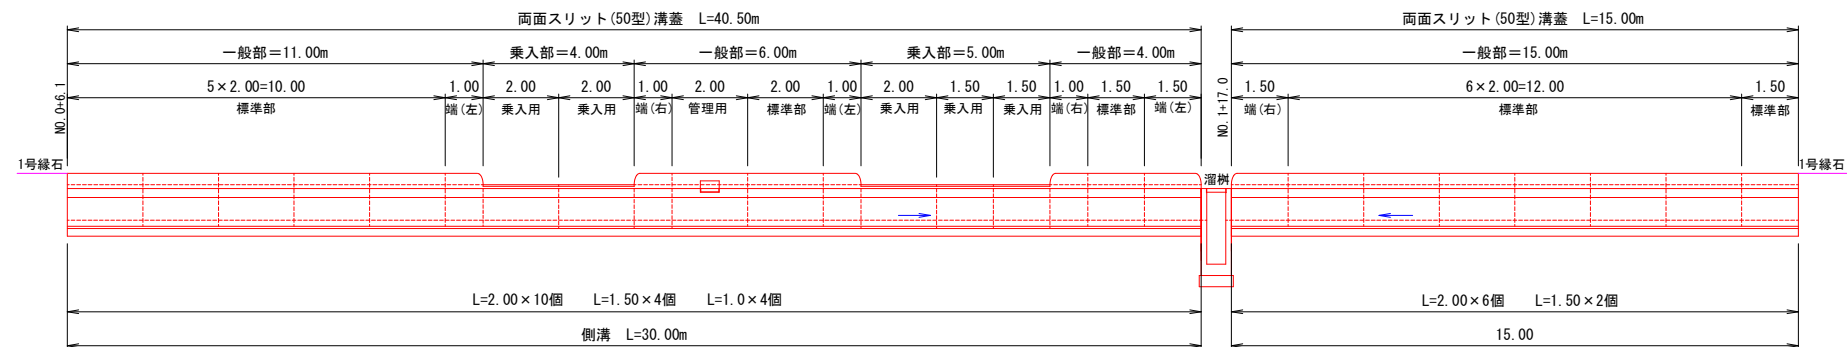 両面スリット(50型)溝蓋　L=40.50m　両面スリット(50型)溝蓋　L=15.00m
一般部＝11.00m　乗入部＝4.00m　一般部＝6.00m　乗入部＝5.00m　一般部＝4.00m　一般部＝15.00m
5×2.00=10.00　1.00　2.00　2.00　1.00　2.00　2.00　1.00　2.00　1.50　1.50　1.00　1.50　1.50　1.50　6×2.00=12.00　1.50
標準部　端(左)　乗入用　乗入用　端(右)　管理用　標準部　端(左)　乗入用　乗入用　乗入用　端(右)　標準部　端(左)　端(右)　標準部　標準部
NO.0+6.1
NO.1+17.0
1号縁石　1号縁石
溜桝
L=2.00×10個　L=1.50×4個　L=1.0×4個　L=2.00×6個　L=1.50×2個
側溝　L=30.00m　15.00